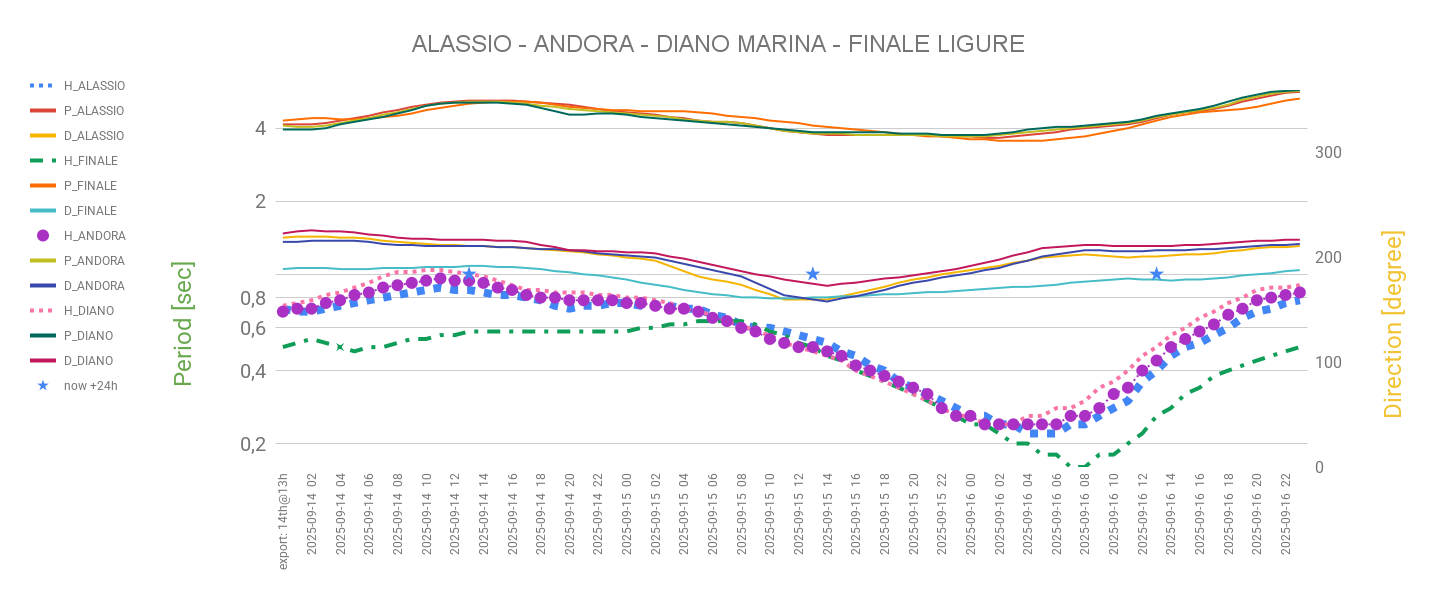 ALASSIO - ANDORA - DIANO MARINA - FINALE LIGURE
H_ALASSIO
P_ALASSIO
D_ALASSIO
H_FINALE
P_FINALE
D_FINALE
H_ANDORA
P_ANDORA
D_ANDORA
H_DIANO
P_DIANO
D_DIANO
now +24h
Period [sec]
4
2
0,8
0,6
0,4
0,2
300
200
100
0
Direction [degree]
export: 14th@13h
2025-09-14 02
2025-09-14 04
2025-09-14 06
2025-09-14 08
2025-09-14 10
2025-09-14 12
2025-09-14 14
2025-09-14 16
2025-09-14 18
2025-09-14 20
2025-09-14 22
2025-09-15 00
2025-09-15 02
2025-09-15 04
2025-09-15 06
2025-09-15 08
2025-09-15 10
2025-09-15 12
2025-09-15 14
2025-09-15 16
2025-09-15 18
2025-09-15 20
2025-09-15 22
2025-09-16 00
2025-09-16 02
2025-09-16 04
2025-09-16 06
2025-09-16 08
2025-09-16 10
2025-09-16 12
2025-09-16 14
2025-09-16 16
2025-09-16 18
2025-09-16 20
2025-09-16 22